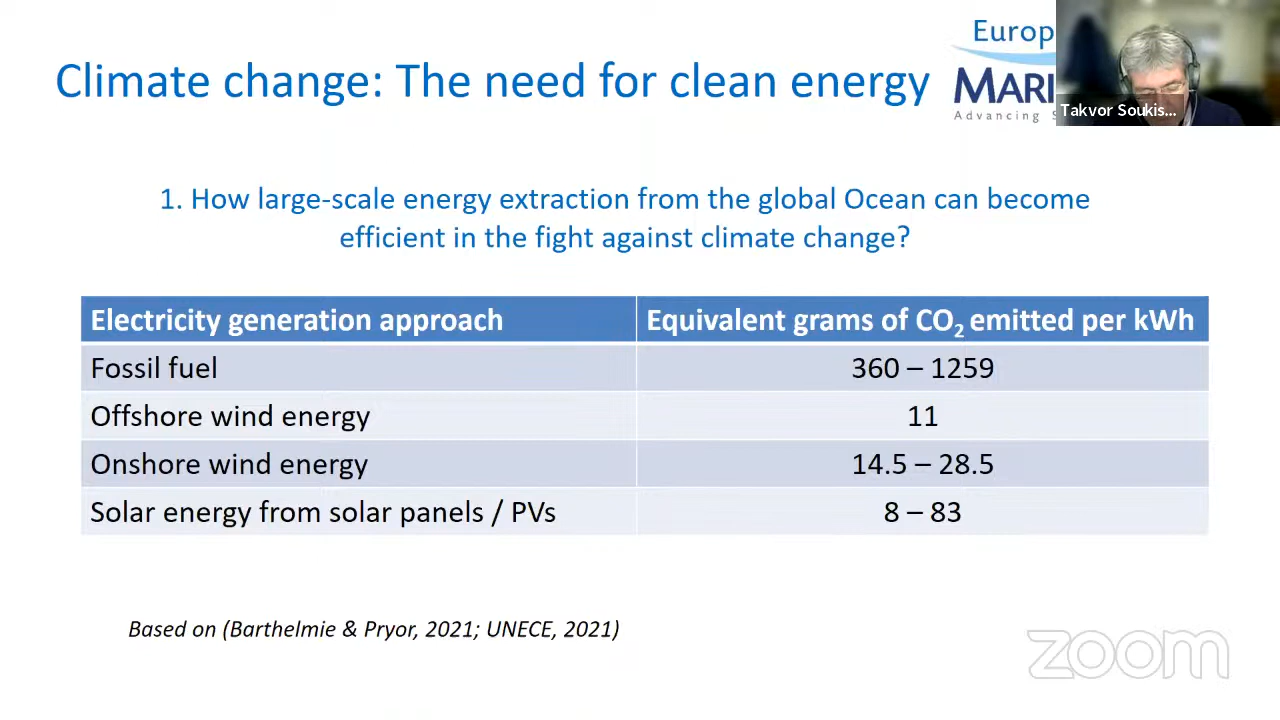 Climate change: The need for clean energy
Europ
MARI
Advancing s
Takvor Soukis...
1. How large-scale energy extraction from the global Ocean can become
efficient in the fight against climate change?
Electricity generation approach Equivalent grams of CO₂ emitted per kWh
Fossil fuel 360 – 1259
Offshore wind energy 11
Onshore wind energy 14.5 – 28.5
Solar energy from solar panels / PVs 8 – 83
Based on (Barthelmie & Pryor, 2021; UNECE, 2021)
zoom